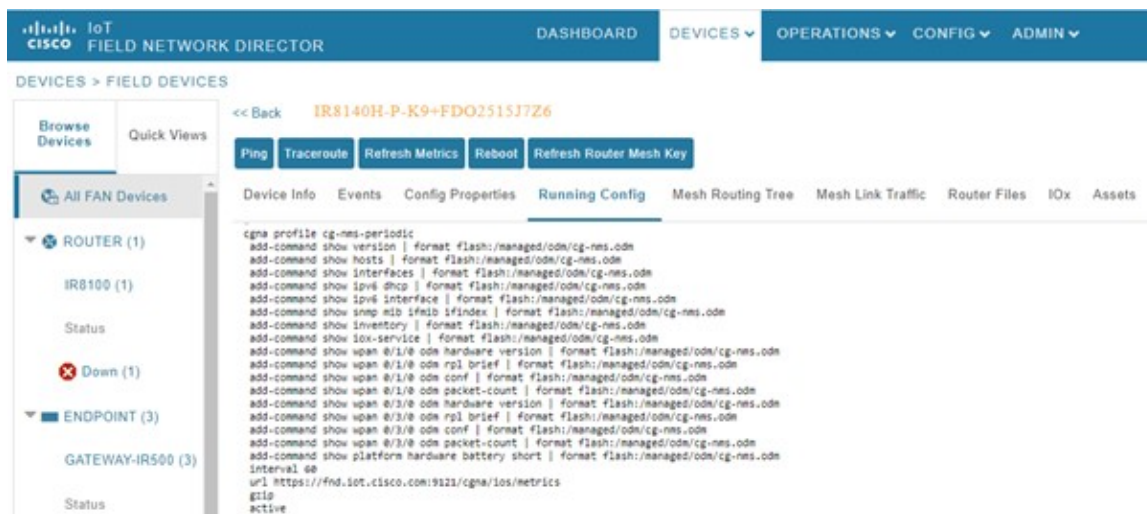 IoT
CISCO FIELD NETWORK DIRECTOR
DASHBOARD DEVICES OPERATIONS CONFIG ADMIN
DEVICES > FIELD DEVICES
Browse Devices
Quick Views
<< Back IR8140H-P-K9+FDO2515J7Z6
Ping Traceroute Refresh Metrics Reboot Refresh Router Mesh Key
All FAN Devices
Device Info Events Config Properties Running Config Mesh Routing Tree Mesh Link Traffic Router Files IOx Assets
ROUTER (1)
IR8100 (1)
Status
Down (1)
ENDPOINT (3)
GATEWAY-IR500 (3)
Status
cgna profile cg-nms-periodic
add-command show version | format flash:/managed/odm/cg-nms.odm
add-command show hosts | format flash:/managed/odm/cg-nms.odm
add-command show interfaces | format flash:/managed/odm/cg-nms.odm
add-command show ipv6 dhcp | format flash:/managed/odm/cg-nms.odm
add-command show ipv6 interface | format flash:/managed/odm/cg-nms.odm
add-command show snmp mib ifmib ifindex | format flash:/managed/odm/cg-nms.odm
add-command show inventory | format flash:/managed/odm/cg-nms.odm
add-command show iox-service | format flash:/managed/odm/cg-nms.odm
add-command show wpan 0/1/0 odm hardware version | format flash:/managed/odm/cg-nms.odm
add-command show wpan 0/1/0 odm rpl brief | format flash:/managed/odm/cg-nms.odm
add-command show wpan 0/1/0 odm conf | format flash:/managed/odm/cg-nms.odm
add-command show wpan 0/1/0 odm packet-count | format flash:/managed/odm/cg-nms.odm
add-command show wpan 0/3/0 odm hardware version | format flash:/managed/odm/cg-nms.odm
add-command show wpan 0/3/0 odm rpl brief | format flash:/managed/odm/cg-nms.odm
add-command show wpan 0/3/0 odm conf | format flash:/managed/odm/cg-nms.odm
add-command show wpan 0/3/0 odm packet-count | format flash:/managed/odm/cg-nms.odm
add-command show platform hardware battery short | format flash:/managed/odm/cg-nms.odm
interval 60
url https://fnd.iot.cisco.com:9121/cgna/ios/metrics
gzip
active